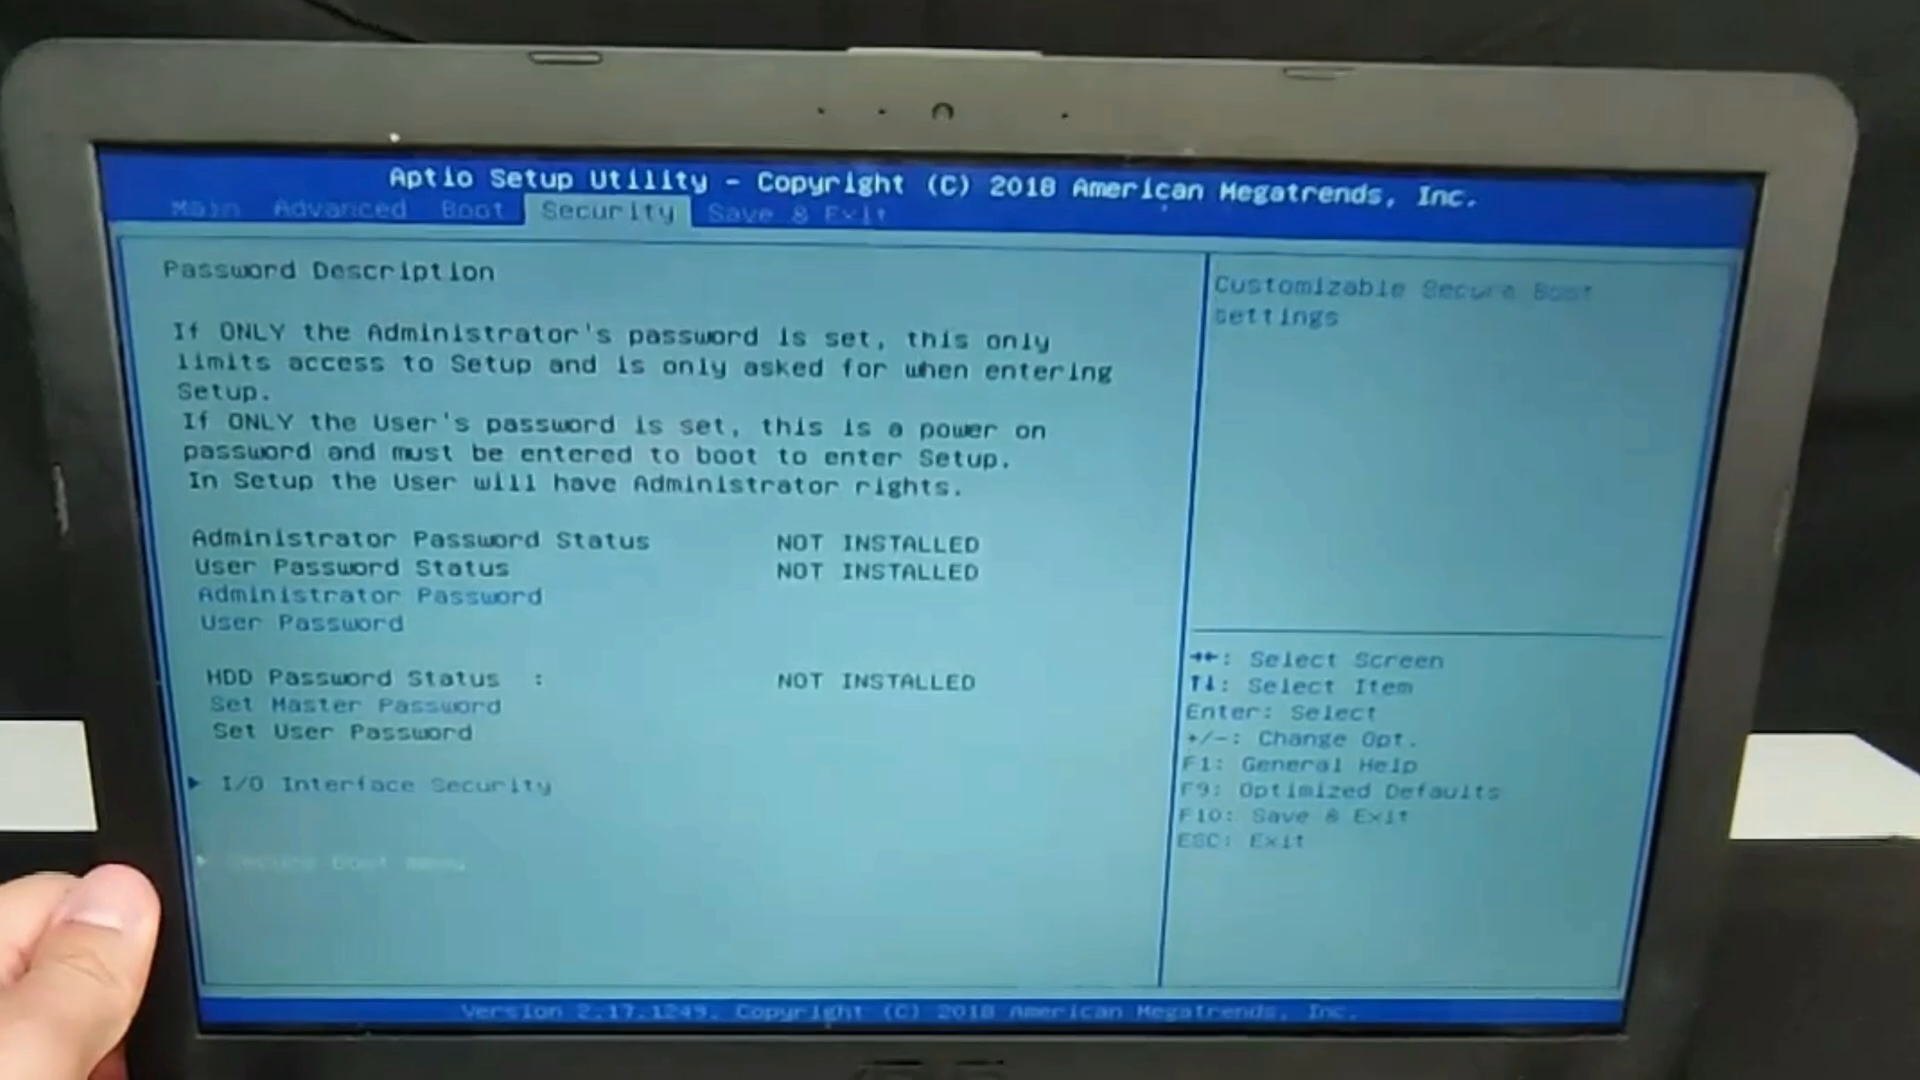 Aptio Setup Utility - Copyright (C) 2018 American Megatrends, Inc.
Main Advanced Boot Security Save & Exit
Password Description
If ONLY the Administrator's password is set, this only
limits access to Setup and is only asked for when entering
Setup.
If ONLY the User's password is set, this is a power on
password and must be entered to boot to enter Setup.
In Setup the User will have Administrator rights.
Administrator Password Status NOT INSTALLED
User Password Status NOT INSTALLED
Administrator Password
User Password
HDD Password Status : NOT INSTALLED
Set Master Password
Set User Password
I/O Interface Security
Secure Boot menu
Customizable Secure Boot
settings
→←: Select Screen
↑↓: Select Item
Enter: Select
+/-: Change Opt.
F1: General Help
F9: Optimized Defaults
F10: Save & Exit
ESC: Exit
Version 2.17.1249. Copyright (C) 2018 American Megatrends, Inc.